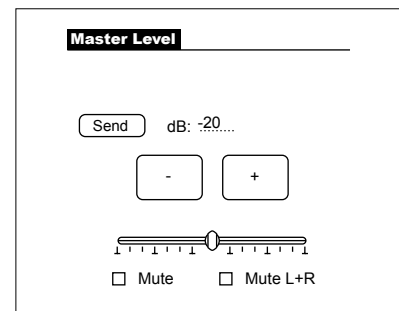 Master Level
Send dB: -20
- +
Mute Mute L+R